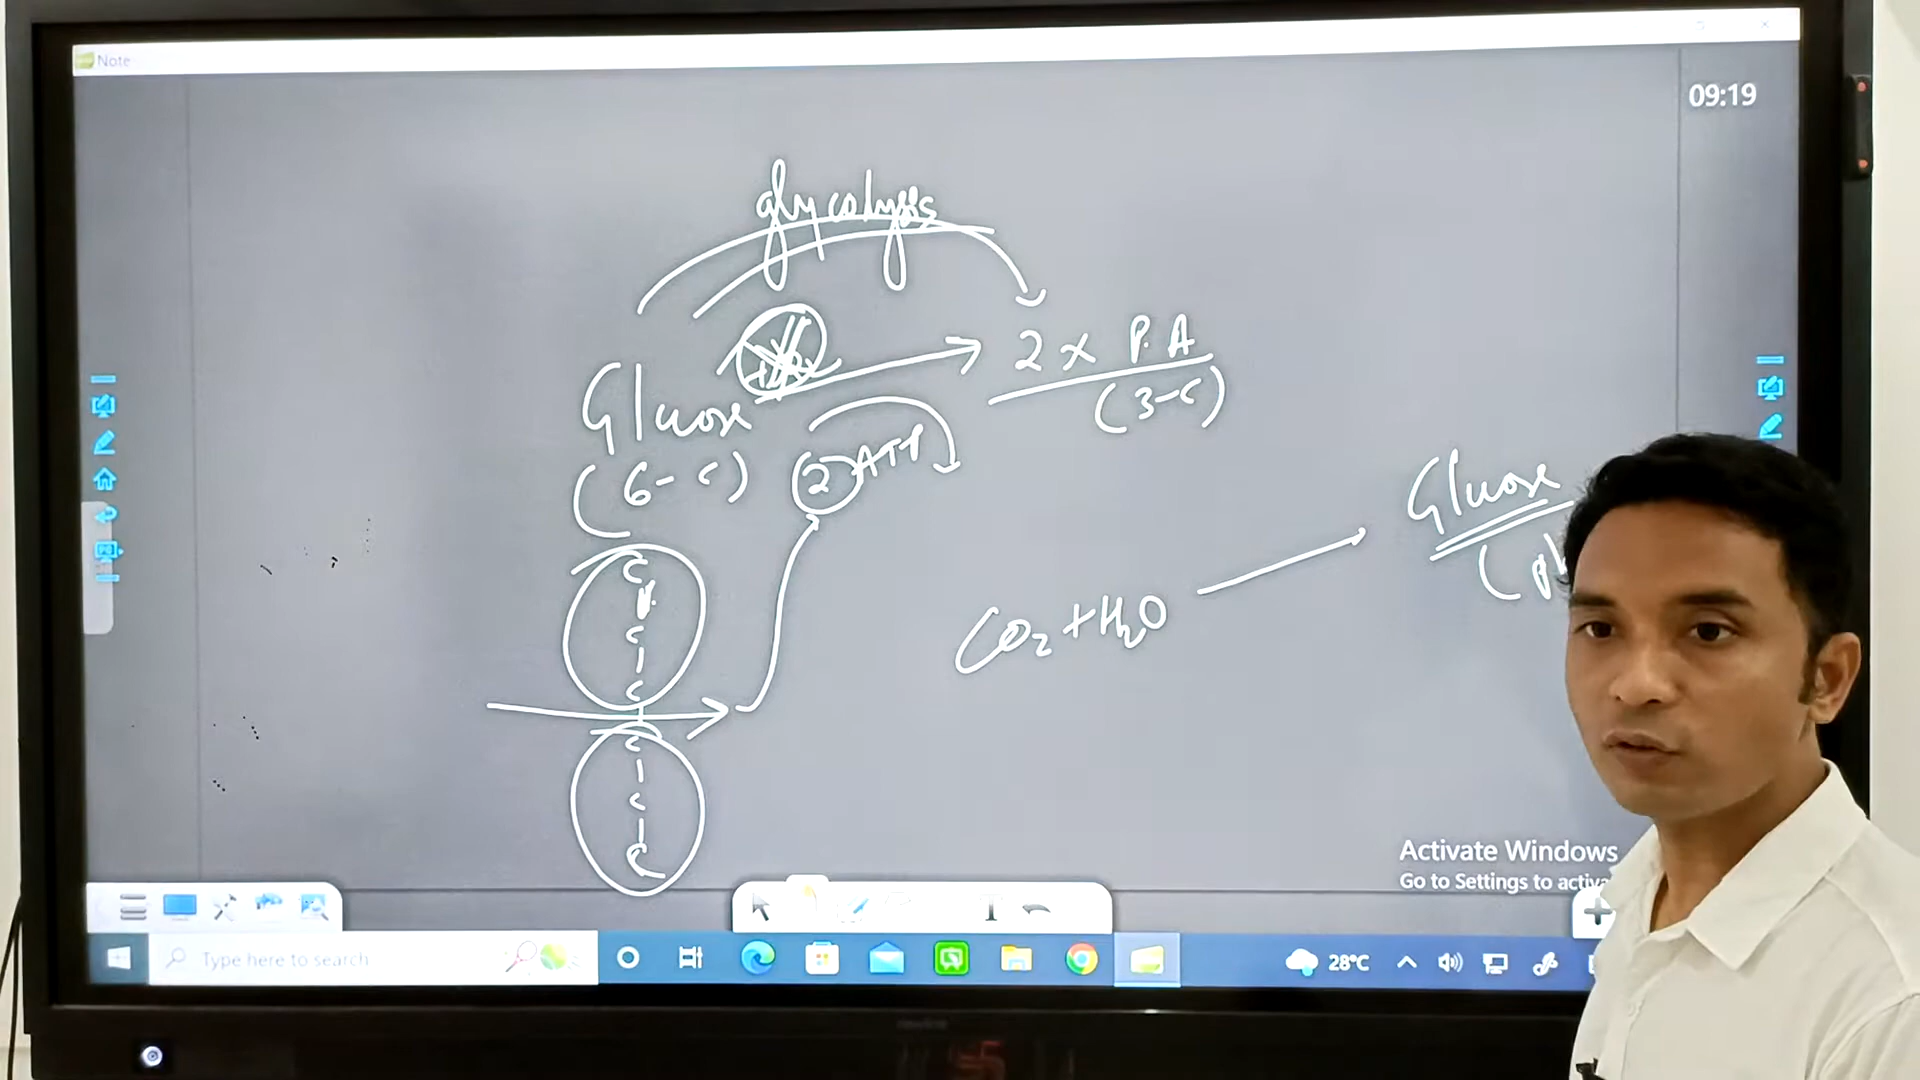 Note
09:19
glycolysis
2 x P.A
(3-C)
Glucose
(6-C)
2 ATP
Glucose
CO2 + H2O
C
C
C
C
C
C
Activate Windows
Go to Settings to activa
Type here to search
28°C